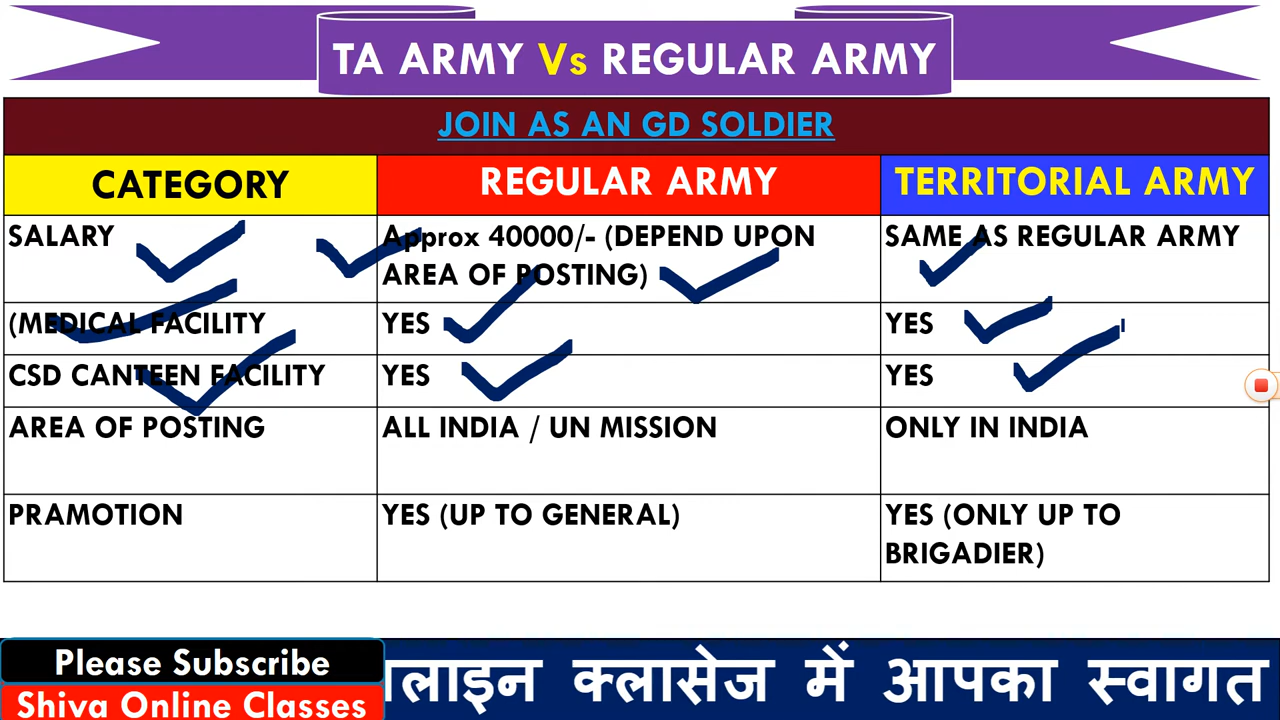 TA ARMY Vs REGULAR ARMY
JOIN AS AN GD SOLDIER
CATEGORY
REGULAR ARMY
TERRITORIAL ARMY
SALARY
Approx 40000/- (DEPEND UPON
AREA OF POSTING)
SAME AS REGULAR ARMY
(MEDICAL FACILITY
YES
YES
CSD CANTEEN FACILITY
YES
YES
AREA OF POSTING
ALL INDIA / UN MISSION
ONLY IN INDIA
PRAMOTION
YES (UP TO GENERAL)
YES (ONLY UP TO
BRIGADIER)
Please Subscribe
Shiva Online Classes
लाइन क्लासेज में आपका स्वागत